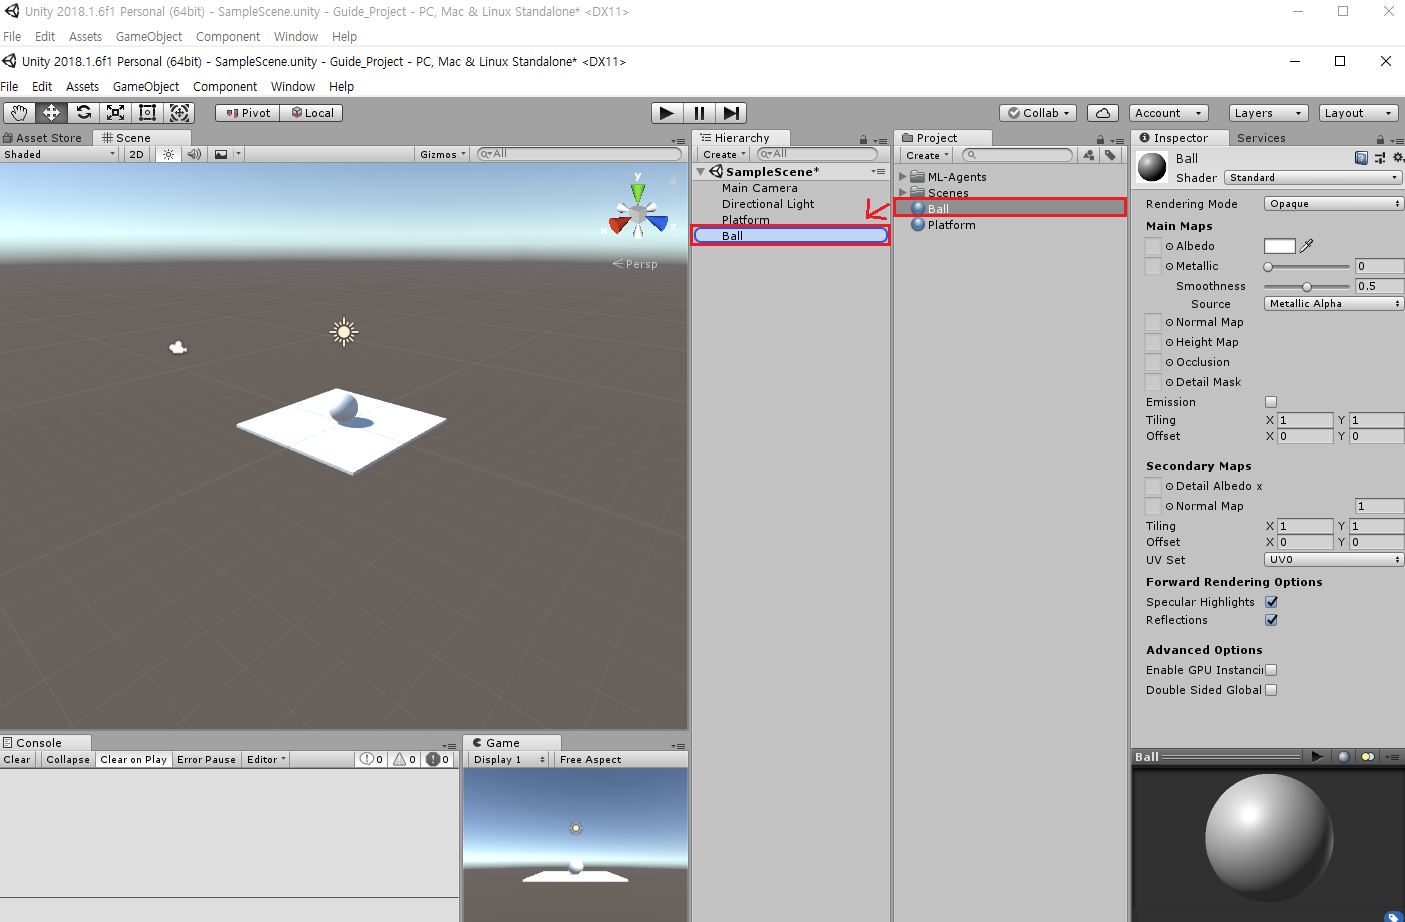 Unity 2018.1.6f1 Personal (64bit) - SampleScene.unity - Guide_Project - PC, Mac & Linux Standalone* <DX11>
File Edit Assets GameObject Component Window Help
Unity 2018.1.6f1 Personal (64bit) - SampleScene.unity - Guide_Project - PC, Mac & Linux Standalone* <DX11>
File Edit Assets GameObject Component Window Help
Pivot Local Collab Account Layers Layout
Asset Store Scene
Shaded 2D Gizmos All
y
x
z
Persp
Hierarchy
Create All
SampleScene*
Main Camera
Directional Light
Platform
Ball
Project
Create
ML-Agents
Scenes
Ball
Platform
Inspector Services
Ball
Shader Standard
Rendering Mode Opaque
Main Maps
Albedo
Metallic 0
Smoothness 0.5
Source Metallic Alpha
Normal Map
Height Map
Occlusion
Detail Mask
Emission
Tiling X 1 Y 1
Offset X 0 Y 0
Secondary Maps
Detail Albedo x
Normal Map 1
Tiling X 1 Y 1
Offset X 0 Y 0
UV Set UV0
Forward Rendering Options
Specular Highlights
Reflections
Advanced Options
Enable GPU Instanci
Double Sided Global
Console
Clear Collapse Clear on Play Error Pause Editor 0 0 0
Game
Display 1 Free Aspect
Ball